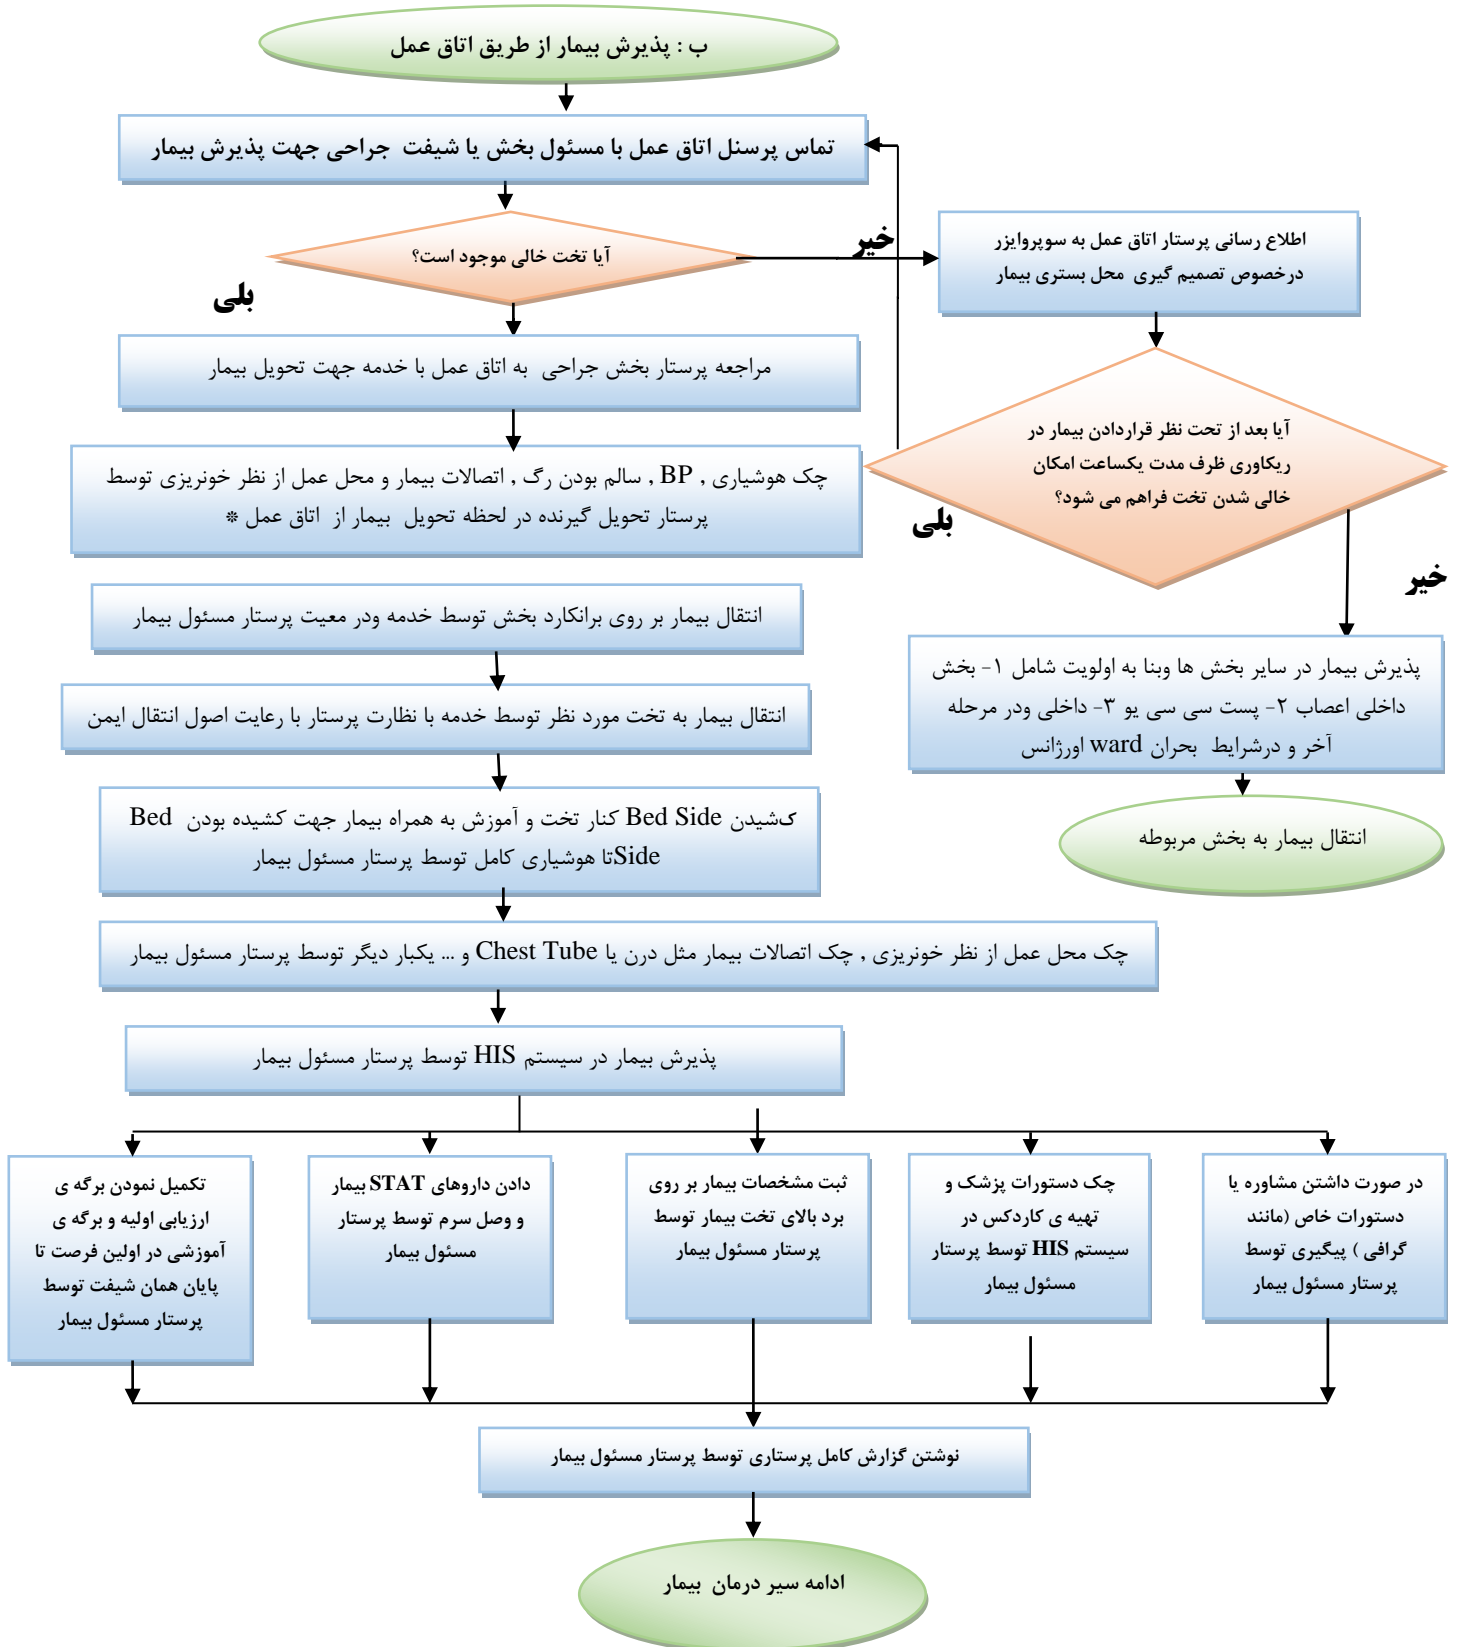 ب : پذیرش بیمار از طریق اتاق عمل
تماس پرسنل اتاق عمل با مسئول بخش یا شیفت جراحی جهت پذیرش بیمار
آیا تخت خالی موجود است؟
خیر
اطلاع رسانی پرستار اتاق عمل به سوپروایزر
درخصوص تصمیم گیری محل بستری بیمار
بلی
مراجعه پرستار بخش جراحی به اتاق عمل با خدمه جهت تحویل بیمار
آیا بعد از تحت نظر قراردادن بیمار در
ریکاوری ظرف مدت یکساعت امکان
خالی شدن تخت فراهم می شود؟
بلی
خیر
چک هوشیاری , BP , سالم بودن رگ , اتصالات بیمار و محل عمل از نظر خونریزی توسط
پرستار تحویل گیرنده در لحظه تحویل بیمار از اتاق عمل *
انتقال بیمار بر روی برانکارد بخش توسط خدمه ودر معیت پرستار مسئول بیمار
پذیرش بیمار در سایر بخش ها وبنا به اولویت شامل ۱- بخش
داخلی اعصاب ۲- پست سی سی یو ۳- داخلی ودر مرحله
آخر و درشرایط بحران ward اورژانس
انتقال بیمار به تخت مورد نظر توسط خدمه با نظارت پرستار با رعایت اصول انتقال ایمن
انتقال بیمار به بخش مربوطه
کشیدن Bed Side کنار تخت و آموزش به همراه بیمار جهت کشیده بودن Bed
Sideتا هوشیاری کامل توسط پرستار مسئول بیمار
چک محل عمل از نظر خونریزی , چک اتصالات بیمار مثل درن یا Chest Tube و ... یکبار دیگر توسط پرستار مسئول بیمار
پذیرش بیمار در سیستم HIS توسط پرستار مسئول بیمار
در صورت داشتن مشاوره یا
دستورات خاص (مانند
گرافی ) پیگیری توسط
پرستار مسئول بیمار
چک دستورات پزشک و
تهیه ی کاردکس در
سیستم HIS توسط پرستار
مسئول بیمار
ثبت مشخصات بیمار بر روی
برد بالای تخت بیمار توسط
پرستار مسئول بیمار
دادن داروهای STAT بیمار
و وصل سرم توسط پرستار
مسئول بیمار
تکمیل نمودن برگه ی
ارزیابی اولیه و برگه ی
آموزشی در اولین فرصت تا
پایان همان شیفت توسط
پرستار مسئول بیمار
نوشتن گزارش کامل پرستاری توسط پرستار مسئول بیمار
ادامه سیر درمان بیمار